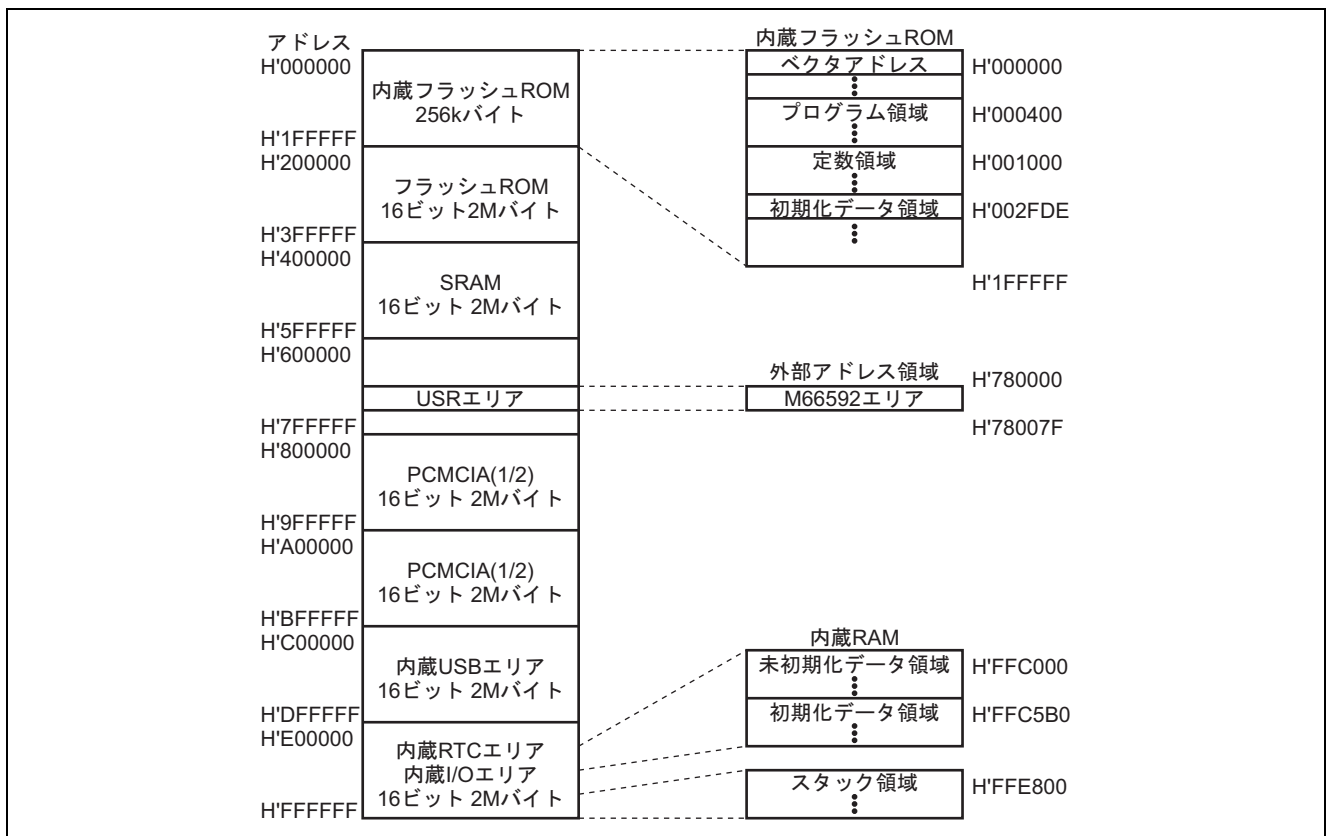 アドレス
H'000000
内蔵フラッシュROM
256kバイト
H'1FFFFF
H'200000
フラッシュROM
16ビット2Mバイト
H'3FFFFF
H'400000
SRAM
16ビット 2Mバイト
H'5FFFFF
H'600000
USRエリア
H'7FFFFF
H'800000
PCMCIA(1/2)
16ビット 2Mバイト
H'9FFFFF
H'A00000
PCMCIA(1/2)
16ビット 2Mバイト
H'BFFFFF
H'C00000
内蔵USBエリア
16ビット 2Mバイト
H'DFFFFF
H'E00000
内蔵RTCエリア
内蔵I/Oエリア
16ビット 2Mバイト
H'FFFFFF
内蔵フラッシュROM
ベクタアドレス H'000000
プログラム領域 H'000400
定数領域 H'001000
初期化データ領域 H'002FDE
H'1FFFFF
外部アドレス領域
H'780000
M66592エリア
H'78007F
内蔵RAM
未初期化データ領域 H'FFC000
初期化データ領域 H'FFC5B0
スタック領域 H'FFE800